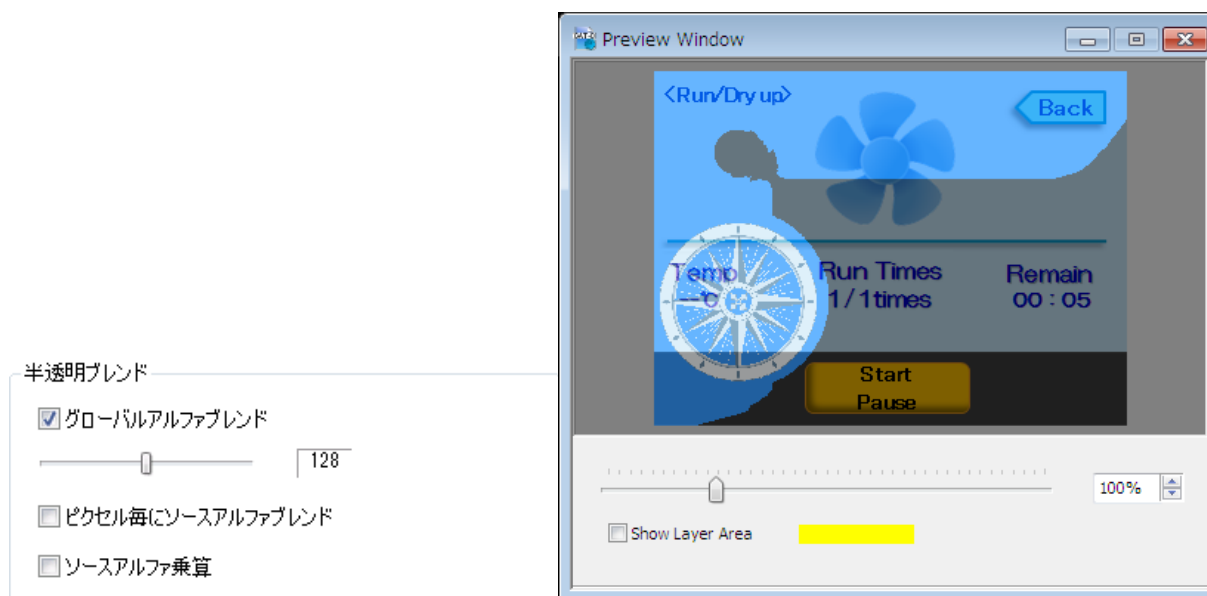 半透明ブレンド
グローバルアルファブレンド
128
ピクセル毎にソースアルファブレンド
ソースアルファ乗算
Preview Window
<Run/Dry up>
Back
Temp
Run Times
Remain
--℃
1/1times
00:05
Start
Pause
100%
Show Layer Area